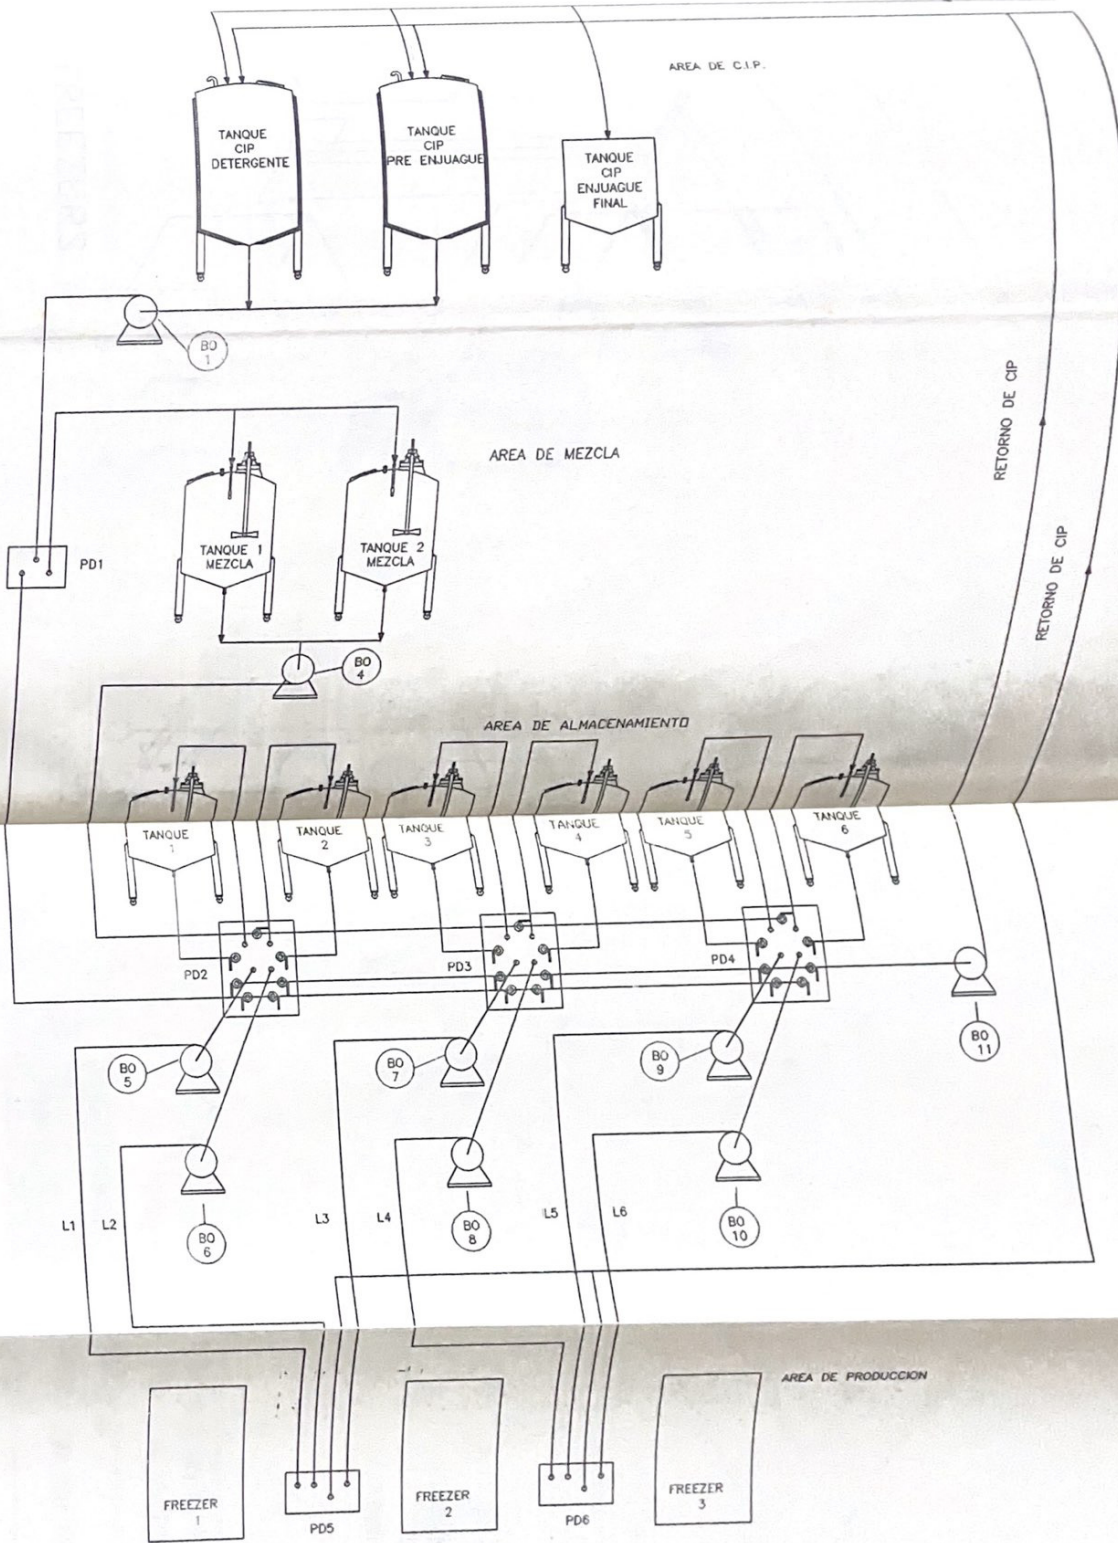 AREA DE C.I.P.
TANQUE
CIP
DETERGENTE
TANQUE
CIP
PRE ENJUAGUE
TANQUE
CIP
ENJUAGUE
FINAL
BO
1
RETORNO DE CIP
RETORNO DE CIP
AREA DE MEZCLA
TANQUE 1
MEZCLA
TANQUE 2
MEZCLA
PD1
BO
4
AREA DE ALMACENAMIENTO
TANQUE
1
TANQUE
2
TANQUE
3
TANQUE
4
TANQUE
5
TANQUE
6
PD2
PD3
PD4
BO
5
BO
7
BO
9
BO
11
L1
L2
BO
6
L3
L4
BO
8
L5
L6
BO
10
AREA DE PRODUCCION
FREEZER
1
PD5
FREEZER
2
PD6
FREEZER
3